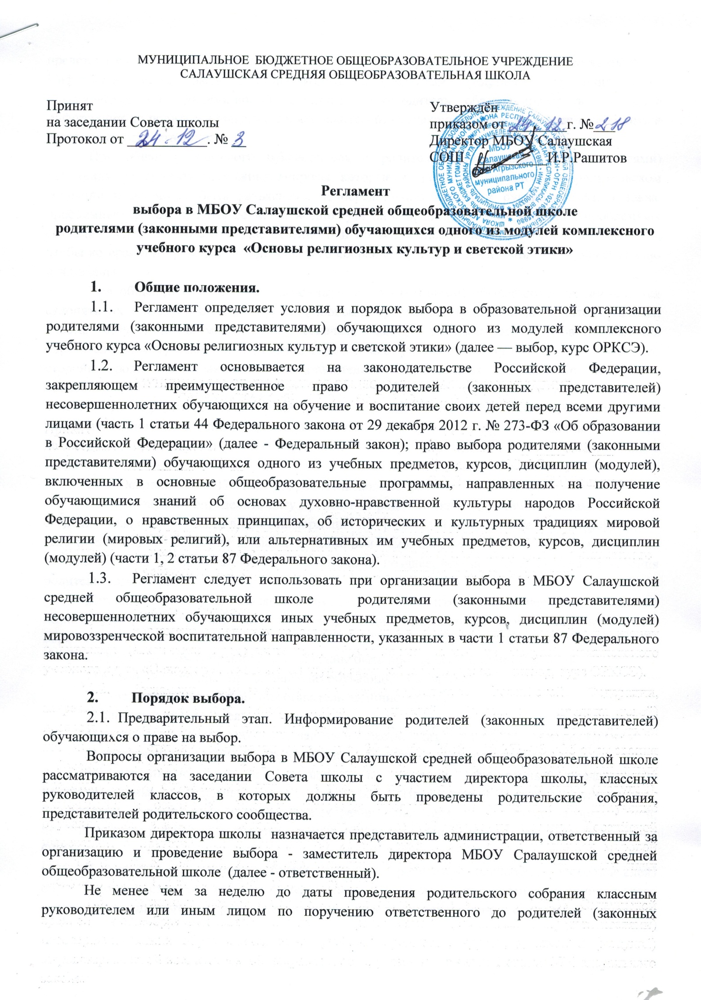 МУНИЦИПАЛЬНОЕ БЮДЖЕТНОЕ ОБЩЕОБРАЗОВАТЕЛЬНОЕ УЧРЕЖДЕНИЕ
САЛАУШСКАЯ СРЕДНЯЯ ОБЩЕОБРАЗОВАТЕЛЬНАЯ ШКОЛА
Принят
на заседании Совета школы
Протокол от 24.12. № 3
Утверждён
приказом от 24.12 г. № 218
Директор МБОУ Салаушская
СОШ И.Р.Рашитов
МБОУ
Салаушская
СОШ Агрызского
муниципального
района РТ
Регламент
выбора в МБОУ Салаушской средней общеобразовательной школе
родителями (законными представителями) обучающихся одного из модулей комплексного
учебного курса «Основы религиозных культур и светской этики»
1. Общие положения.
1.1. Регламент определяет условия и порядок выбора в образовательной организации
родителями (законными представителями) обучающихся одного из модулей комплексного
учебного курса «Основы религиозных культур и светской этики» (далее — выбор, курс ОРКСЭ).
1.2. Регламент основывается на законодательстве Российской Федерации,
закрепляющем преимущественное право родителей (законных представителей)
несовершеннолетних обучающихся на обучение и воспитание своих детей перед всеми другими
лицами (часть 1 статьи 44 Федерального закона от 29 декабря 2012 г. № 273-ФЗ «Об образовании
в Российской Федерации» (далее - Федеральный закон); право выбора родителями (законными
представителями) обучающихся одного из учебных предметов, курсов, дисциплин (модулей),
включенных в основные общеобразовательные программы, направленных на получение
обучающимися знаний об основах духовно-нравственной культуры народов Российской
Федерации, о нравственных принципах, об исторических и культурных традициях мировой
религии (мировых религий), или альтернативных им учебных предметов, курсов, дисциплин
(модулей) (части 1, 2 статьи 87 Федерального закона).
1.3. Регламент следует использовать при организации выбора в МБОУ Салаушской
средней общеобразовательной школе родителями (законными представителями)
несовершеннолетних обучающихся иных учебных предметов, курсов, дисциплин (модулей)
мировоззренческой воспитательной направленности, указанных в части 1 статьи 87 Федерального
закона.
2. Порядок выбора.
2.1. Предварительный этап. Информирование родителей (законных представителей)
обучающихся о праве на выбор.
Вопросы организации выбора в МБОУ Салаушской средней общеобразовательной школе
рассматриваются на заседании Совета школы с участием директора школы, классных
руководителей классов, в которых должны быть проведены родительские собрания,
представителей родительского сообщества.
Приказом директора школы назначается представитель администрации, ответственный за
организацию и проведение выбора - заместитель директора МБОУ Сралаушской средней
общеобразовательной школе (далее - ответственный).
Не менее чем за неделю до даты проведения родительского собрания классным
руководителем или иным лицом по поручению ответственного до родителей (законных